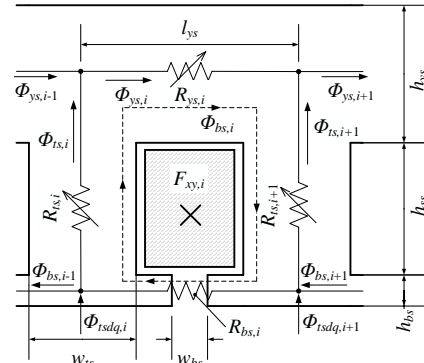 l_ys
Φ_ys,i-1
Φ_ys,i
R_ys,i
Φ_ys,i+1
h_ys
Φ_bs,i
Φ_ts,i
Φ_ts,i+1
F_xy,i
R_ts,i
R_ts,i+1
h_ss
Φ_bs,i-1
Φ_bs,i+1
Φ_tsdq,i
R_bs,i
Φ_tsdq,i+1
h_bs
w_ts
w_bs